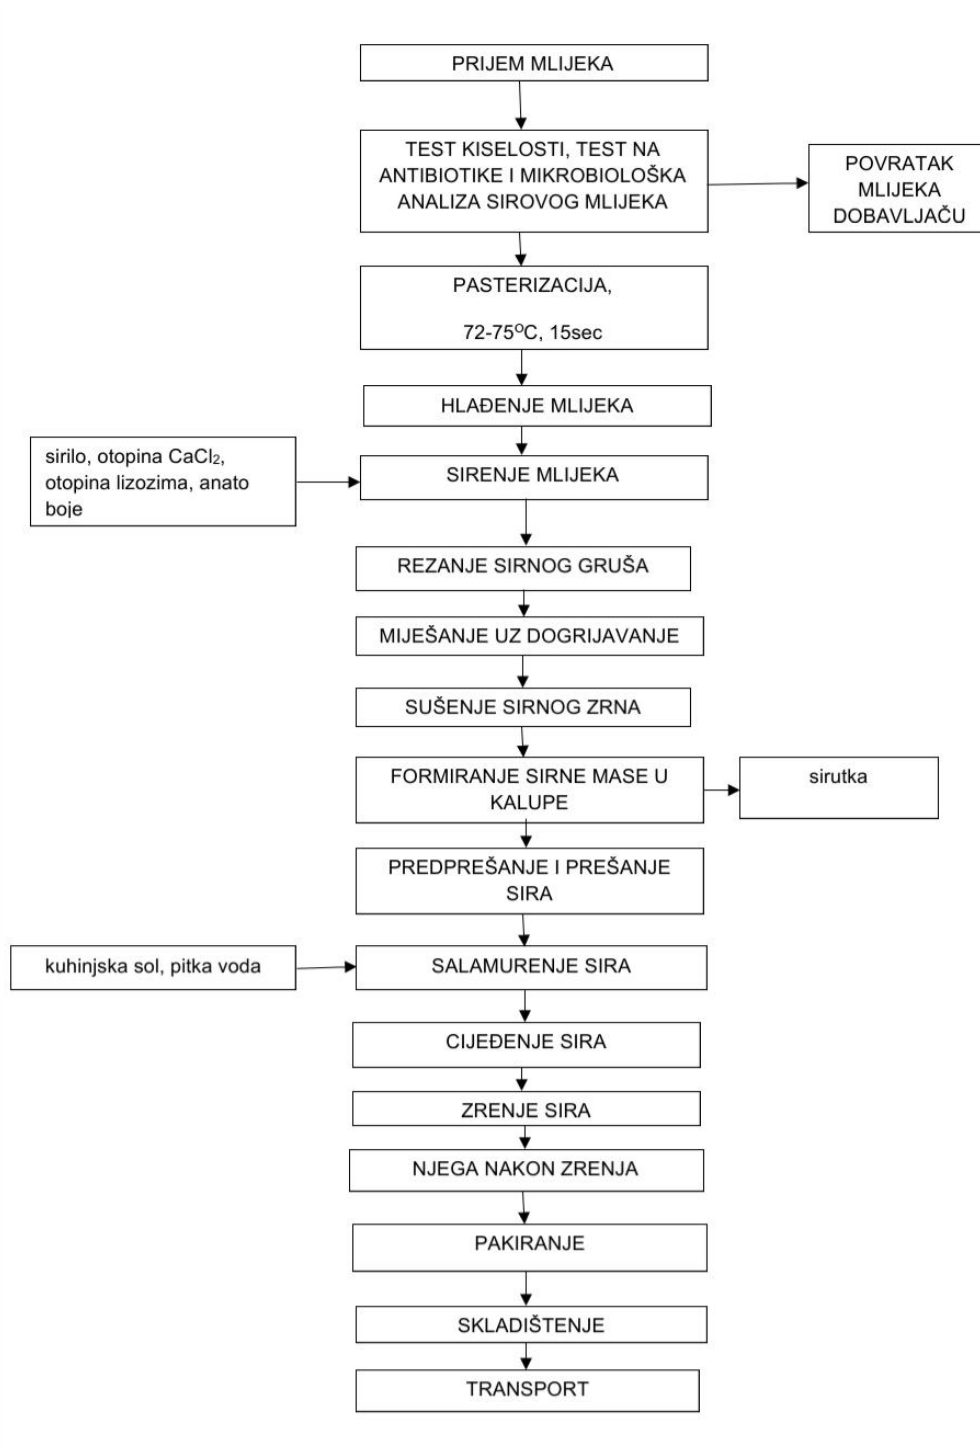 PRIJEM MLIJEKA
TEST KISELOSTI, TEST NA
ANTIBIOTIKE I MIKROBIOLOŠKA
ANALIZA SIROVOG MLIJEKA
POVRATAK
MLIJEKA
DOBAVLJAČU
PASTERIZACIJA,
72-75⁰C, 15sec
HLAĐENJE MLIJEKA
sirilo, otopina CaCl₂,
otopina lizozima, anato
boje
SIRENJE MLIJEKA
REZANJE SIRNOG GRUŠA
MIJEŠANJE UZ DOGRIJAVANJE
SUŠENJE SIRNOG ZRNA
FORMIRANJE SIRNE MASE U
KALUPE
sirutka
PREDPREŠANJE I PREŠANJE
SIRA
kuhinjska sol, pitka voda
SALAMURENJE SIRA
CIJEĐENJE SIRA
ZRENJE SIRA
NJEGA NAKON ZRENJA
PAKIRANJE
SKLADIŠTENJE
TRANSPORT